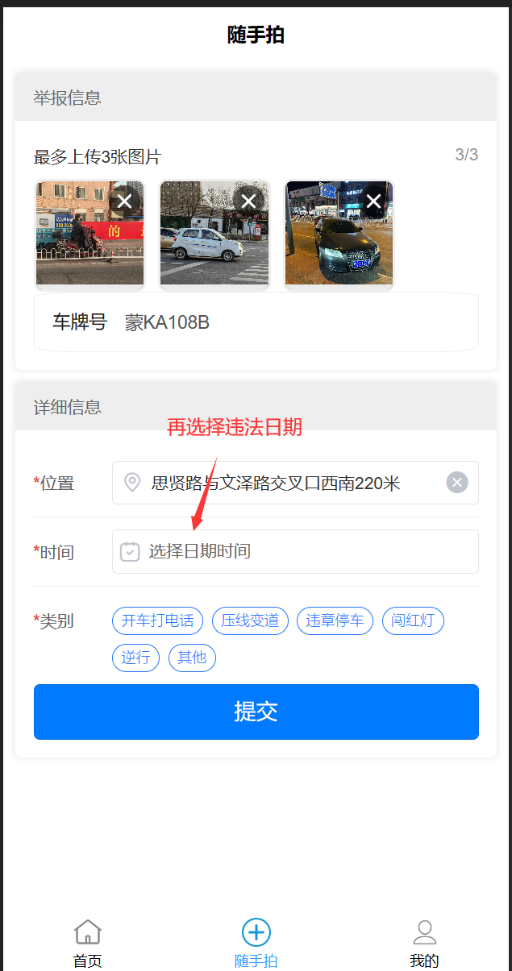 随手拍
举报信息
最多上传3张图片
3/3
的
车牌号 蒙KA108B
详细信息
再选择违法日期
*位置 思贤路与文泽路交叉口西南220米
*时间 选择日期时间
*类别 开车打电话 压线变道 违章停车 闯红灯
逆行 其他
提交
首页 随手拍 我的